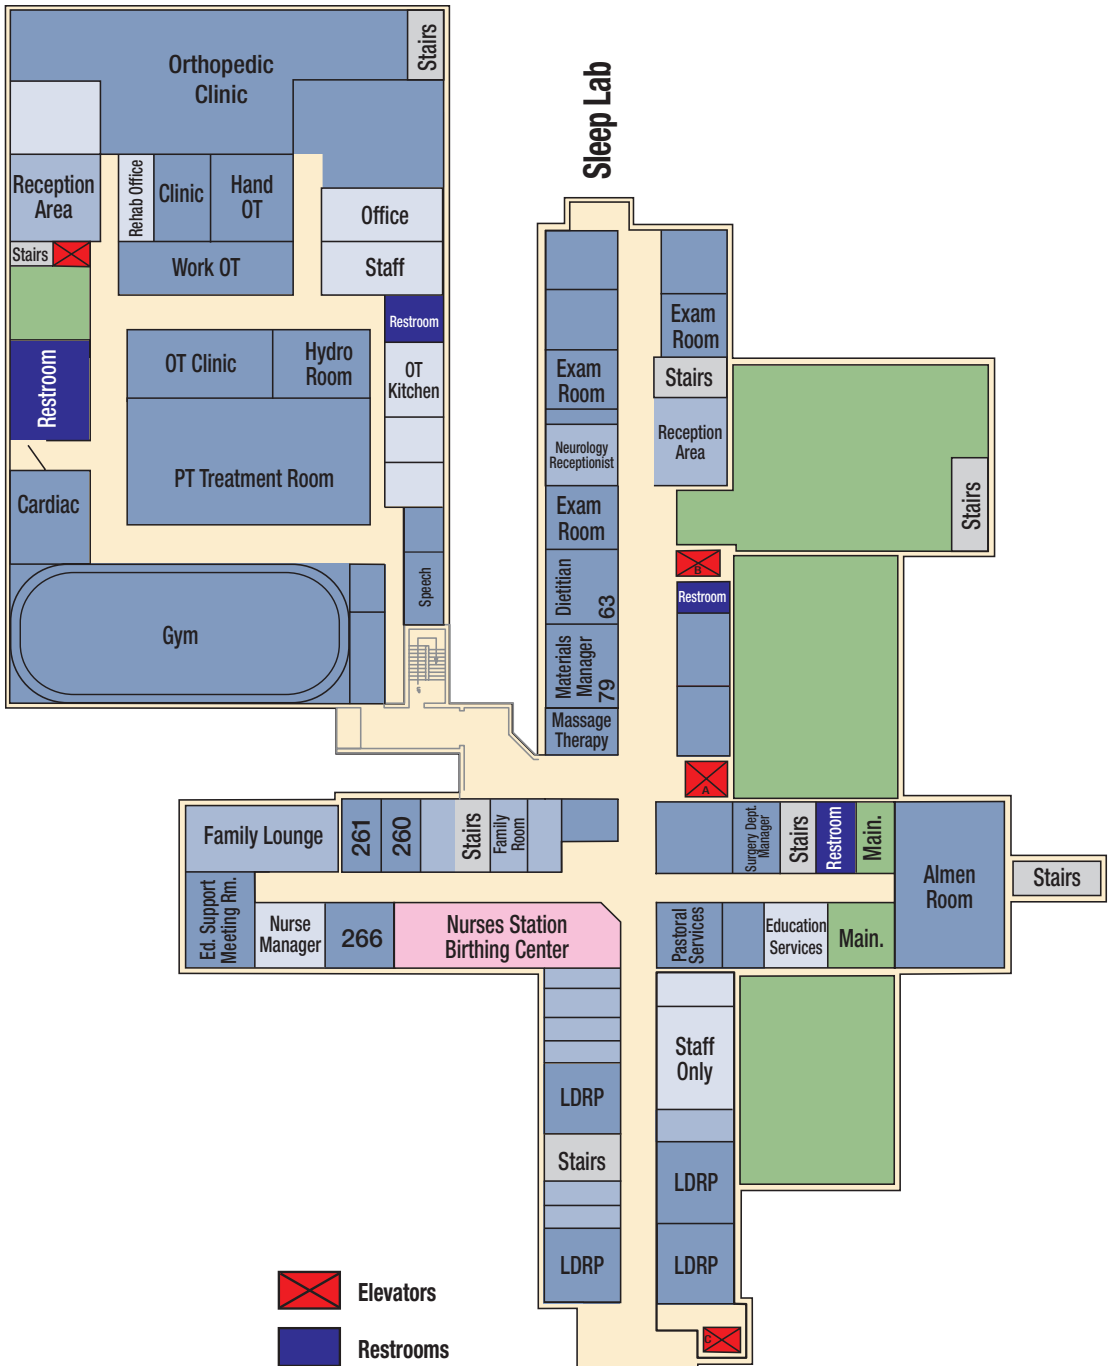 Orthopedic
Clinic
Stairs
Sleep Lab
Reception
Area
Rehab Office
Clinic
Hand
OT
Office
Stairs
Work OT
Staff
Restroom
OT Clinic
Hydro
Room
OT
Kitchen
Restroom
PT Treatment Room
Cardiac
Speech
Gym
Exam
Room
Exam
Room
Stairs
Neurology
Receptionist
Reception
Area
Exam
Room
Stairs
B
Dietitian
63
Restroom
Materials
Manager
79
Massage
Therapy
A
Family Lounge
261
260
Stairs
Family
Room
Surgery Dept.
Manager
Stairs
Restroom
Main.
Almen
Room
Stairs
Ed. Support
Meeting Rm.
Nurse
Manager
266
Nurses Station
Birthing Center
Pastoral
Services
Education
Services
Main.
Staff
Only
LDRP
Stairs
LDRP
LDRP
LDRP
C
Elevators
Restrooms